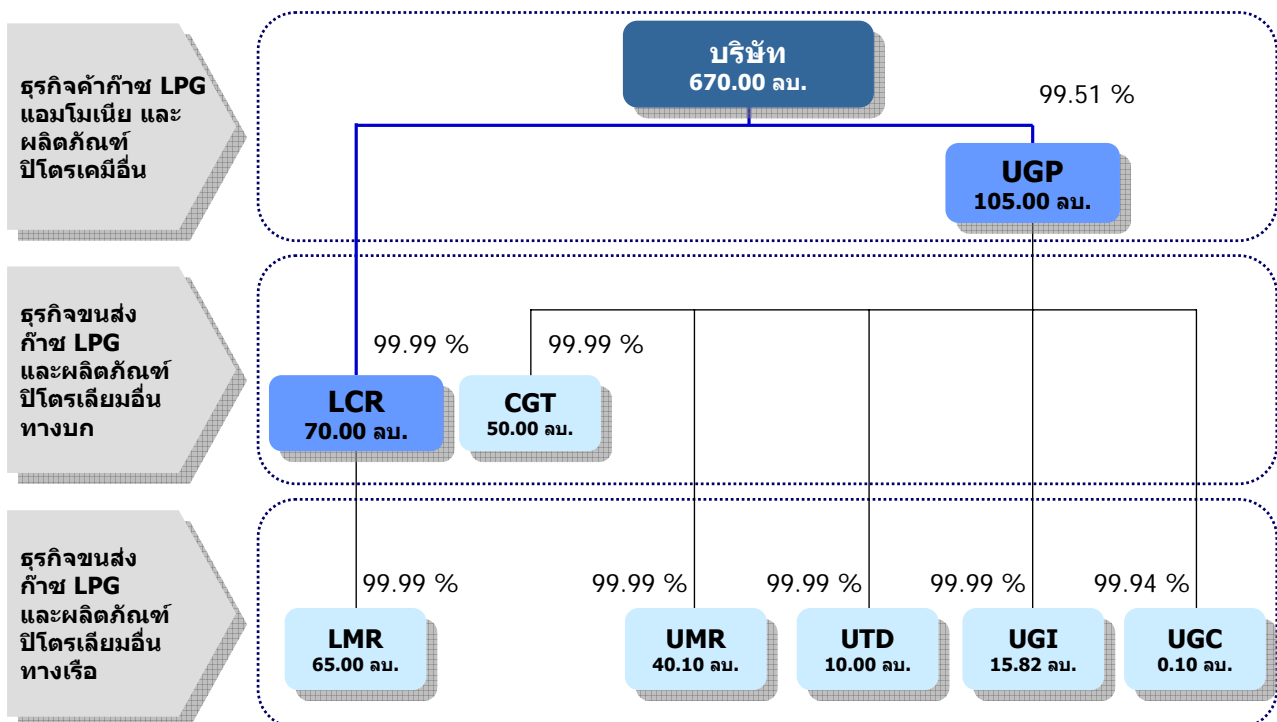 ธุรกิจค้าก๊าซ LPG
แอมโมเนีย และ
ผลิตภัณฑ์
ปิโตรเคมีอื่น
บริษัท
670.00 ลบ.
99.51 %
UGP
105.00 ลบ.
ธุรกิจขนส่ง
ก๊าซ LPG
และผลิตภัณฑ์
ปิโตรเลียมอื่น
ทางบก
99.99 %
99.99 %
LCR
70.00 ลบ.
CGT
50.00 ลบ.
ธุรกิจขนส่ง
ก๊าซ LPG
และผลิตภัณฑ์
ปิโตรเลียมอื่น
ทางเรือ
99.99 %
99.99 %
99.99 %
99.99 %
99.94 %
LMR
65.00 ลบ.
UMR
40.10 ลบ.
UTD
10.00 ลบ.
UGI
15.82 ลบ.
UGC
0.10 ลบ.